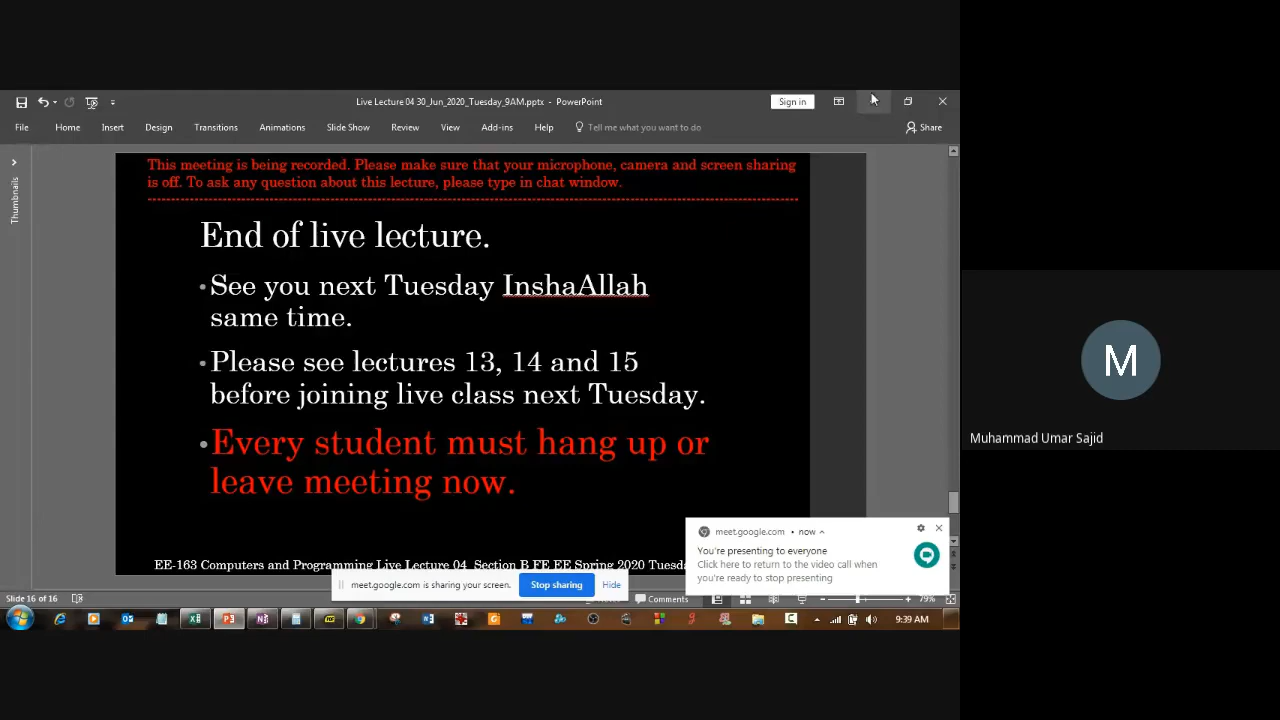 Live Lecture 04 30_Jun_2020_Tuesday_9AM.pptx - PowerPoint
Sign in
File Home Insert Design Transitions Animations Slide Show Review View Add-ins Help Tell me what you want to do Share
Thumbnails
This meeting is being recorded. Please make sure that your microphone, camera and screen sharing
is off. To ask any question about this lecture, please type in chat window.
End of live lecture.
•See you next Tuesday InshaAllah
same time.
•Please see lectures 13, 14 and 15
before joining live class next Tuesday.
•Every student must hang up or
leave meeting now.
M
Muhammad Umar Sajid
meet.google.com • now
You're presenting to everyone
Click here to return to the video call when
you're ready to stop presenting
EE-163 Computers and Programming Live Lecture 04 Section B FE EE Spring 2020
meet.google.com is sharing your screen. Stop sharing Hide
Slide 16 of 16 Comments 79%
9:39 AM